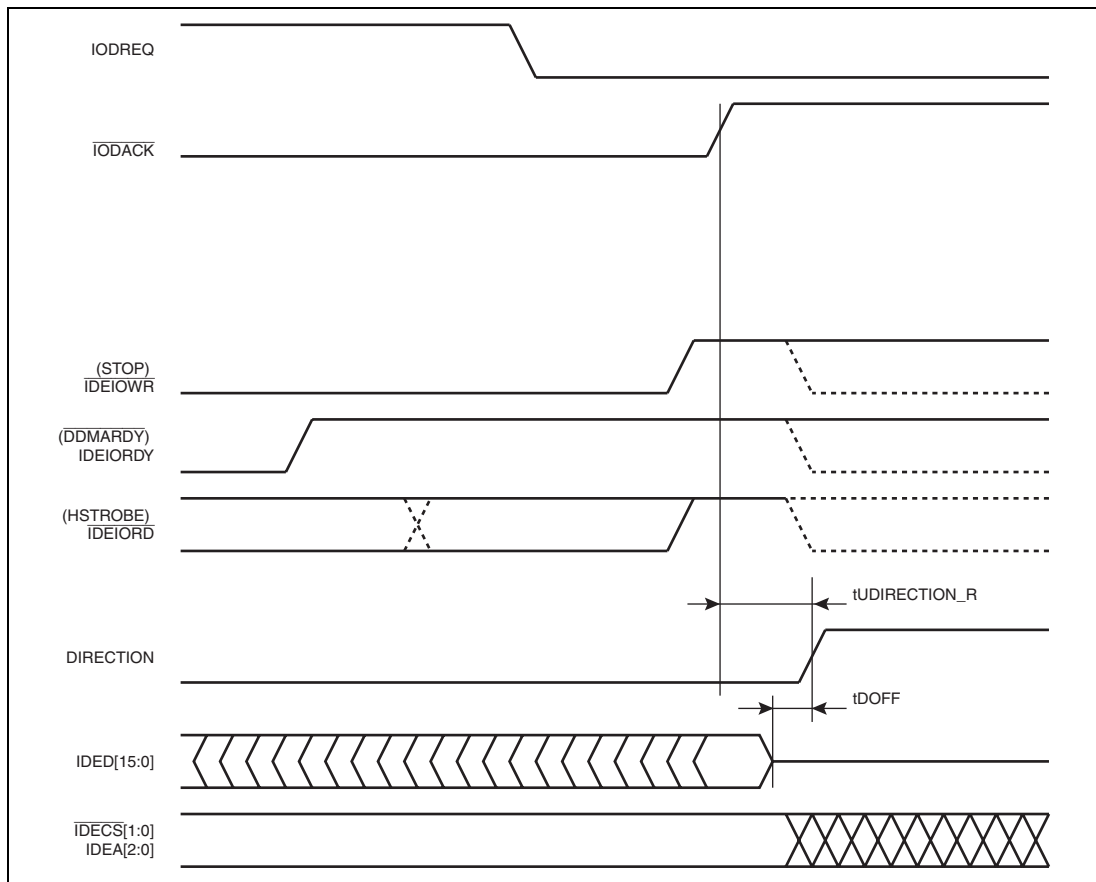 IODREQ
IODACK
(STOP)
IDEIOWR
(DDMARDY)
IDEIORDY
(HSTROBE)
IDEIORD
tUDIRECTION_R
DIRECTION
tDOFF
IDED[15:0]
IDECS[1:0]
IDEA[2:0]